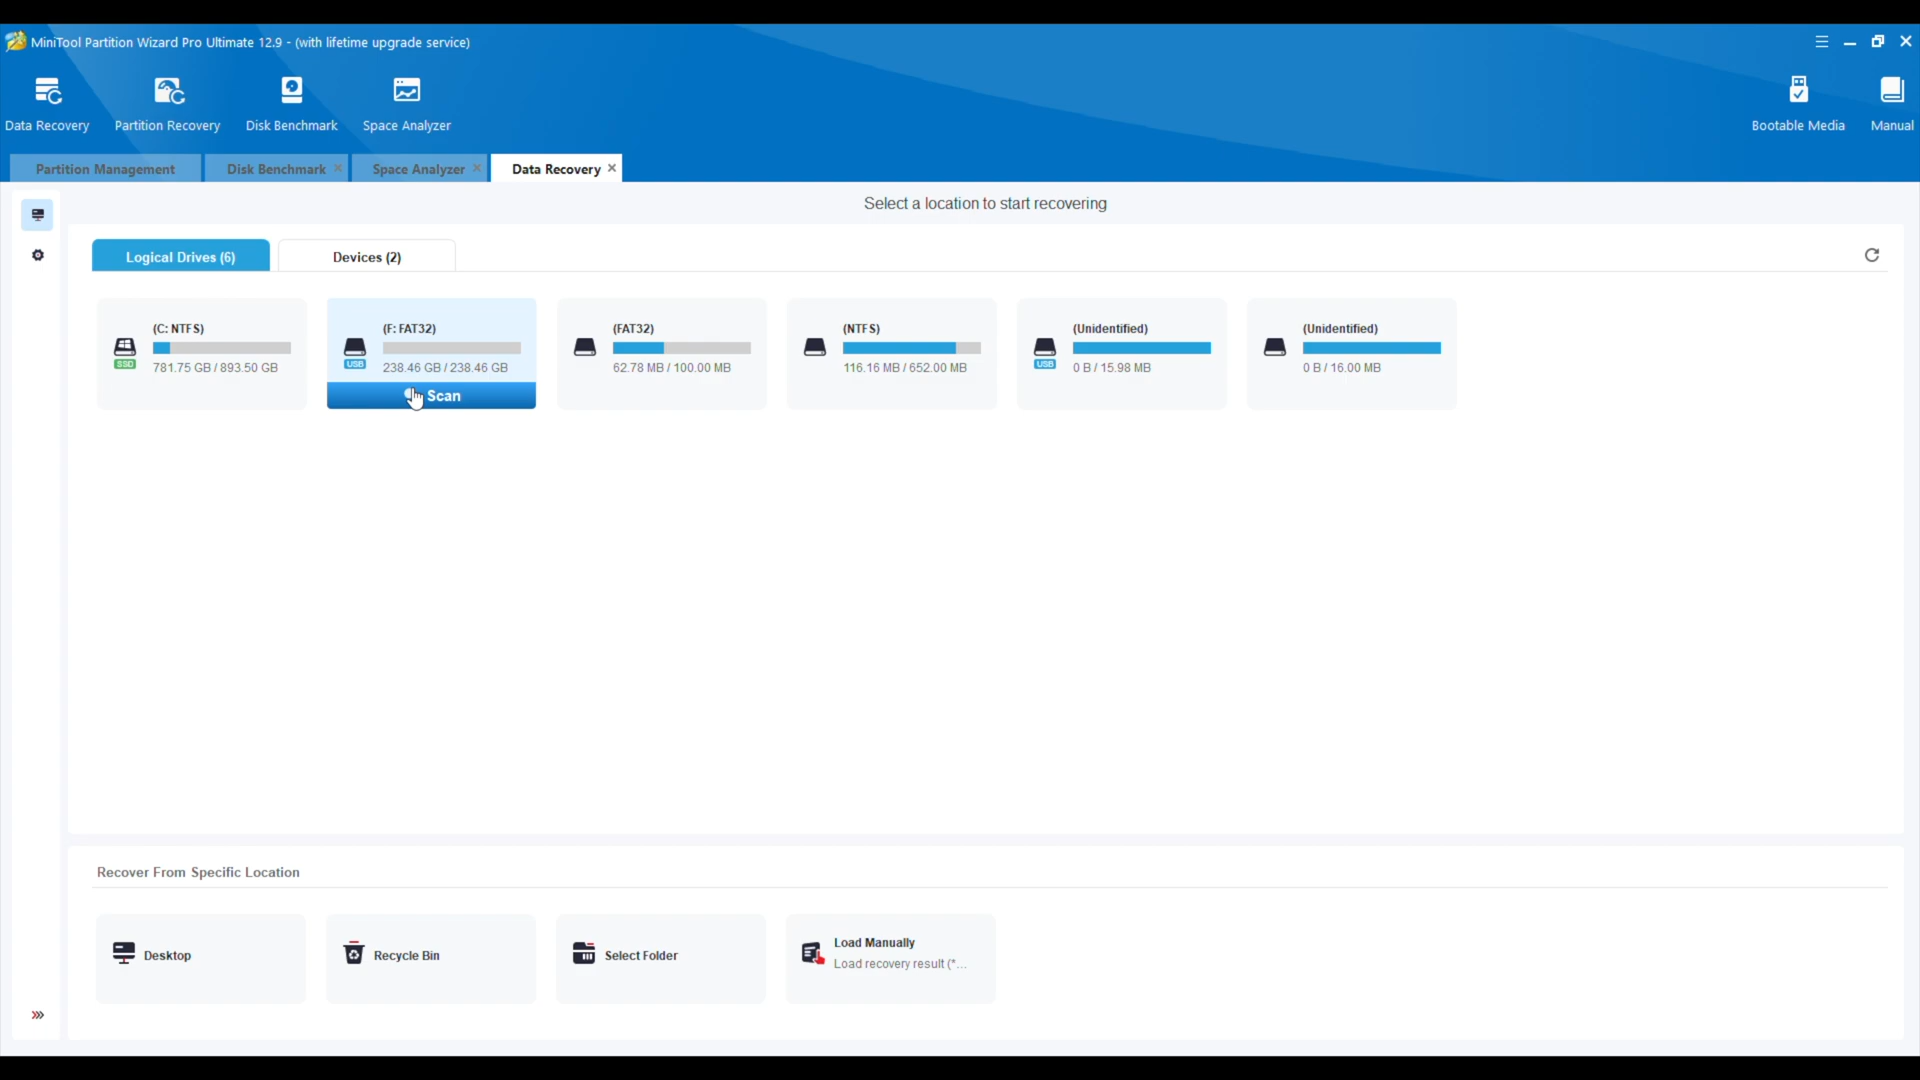 MiniTool Partition Wizard Pro Ultimate 12.9 - (with lifetime upgrade service)
Data Recovery
Partition Recovery
Disk Benchmark
Space Analyzer
Bootable Media
Manual
Partition Management
Disk Benchmark
Space Analyzer
Data Recovery
Select a location to start recovering
Logical Drives (6)
Devices (2)
(C: NTFS)
SSD
781.75 GB / 893.50 GB
(F: FAT32)
USB
238.46 GB / 238.46 GB
Scan
(FAT32)
62.78 MB / 100.00 MB
(NTFS)
116.16 MB / 652.00 MB
(Unidentified)
USB
0 B / 15.98 MB
(Unidentified)
0 B / 16.00 MB
Recover From Specific Location
Desktop
Recycle Bin
Select Folder
Load Manually
Load recovery result (*...